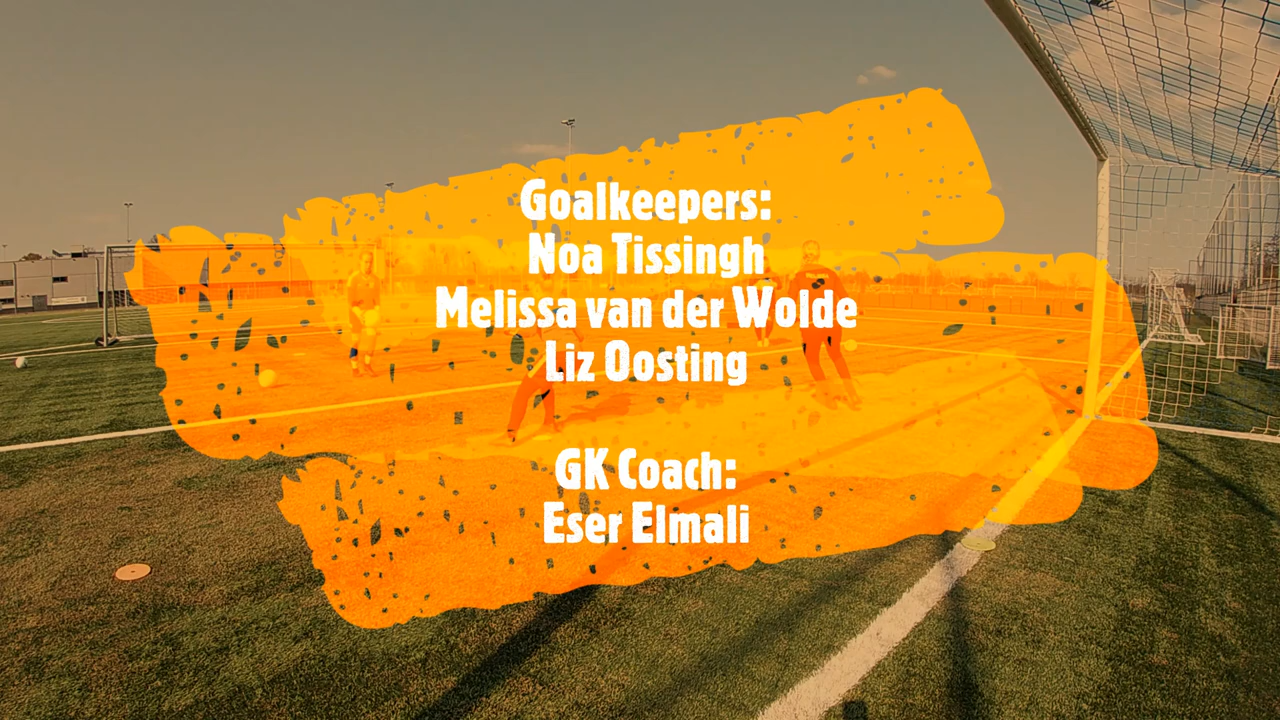 Goalkeepers:
Noa Tissingh
Melissa van der Wolde
Liz Oosting
GK Coach:
Eser Elmali